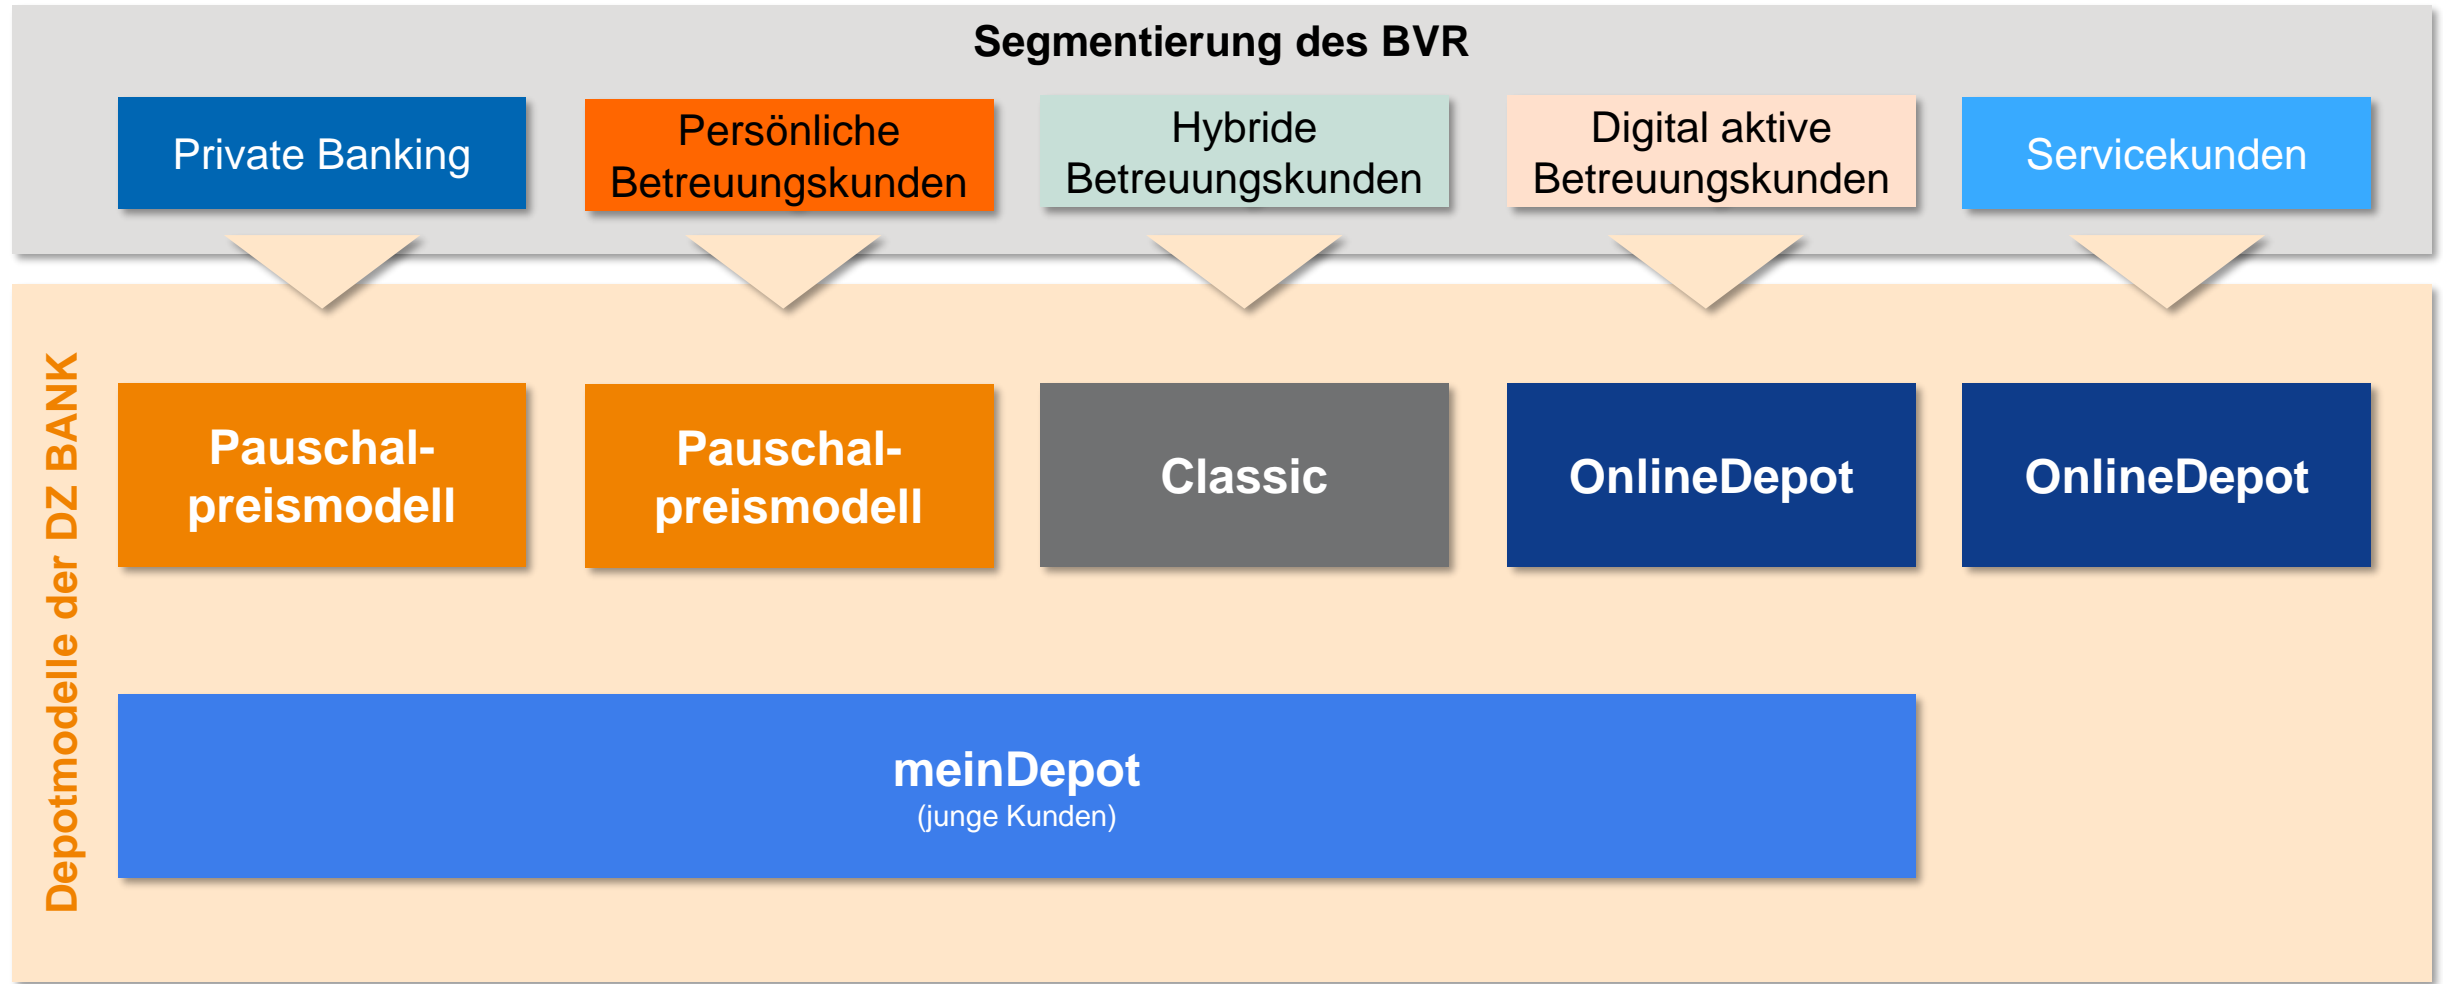 Segmentierung des BVR
Private Banking
Persönliche
Betreuungskunden
Hybride
Betreuungskunden
Digital aktive
Betreuungskunden
Servicekunden
Depotmodelle der DZ BANK
Pauschal-
preismodell
Pauschal-
preismodell
Classic
OnlineDepot
OnlineDepot
meinDepot
(junge Kunden)